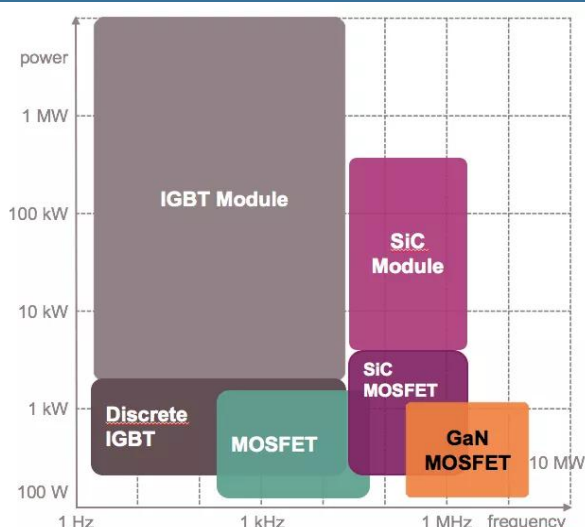 power
1 MW
IGBT Module
100 kW
SiC
Module
10 kW
SiC
MOSFET
Discrete
IGBT
1 kW
MOSFET
GaN
MOSFET
10 MW
100 W
1 Hz
1 kHz
1 MHz
frequency